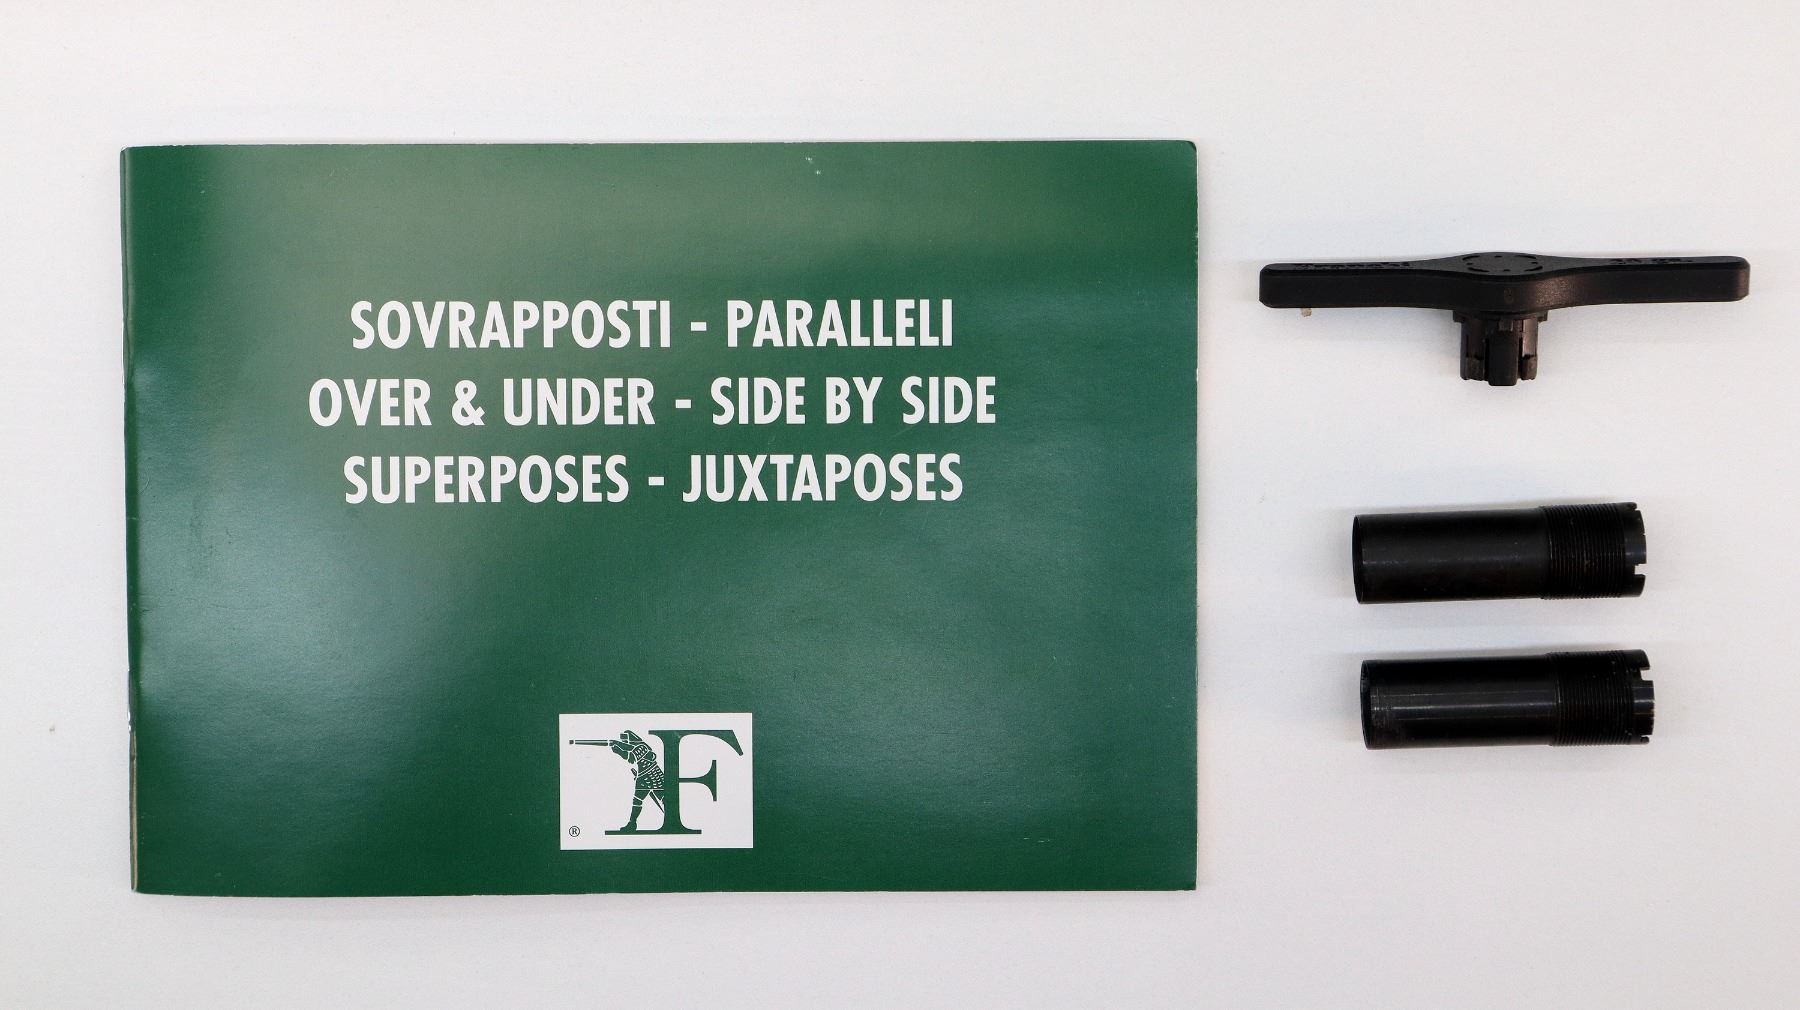 SOVRAPPOSTI - PARALLELI
OVER & UNDER - SIDE BY SIDE
SUPERPOSES - JUXTAPOSES
F
®